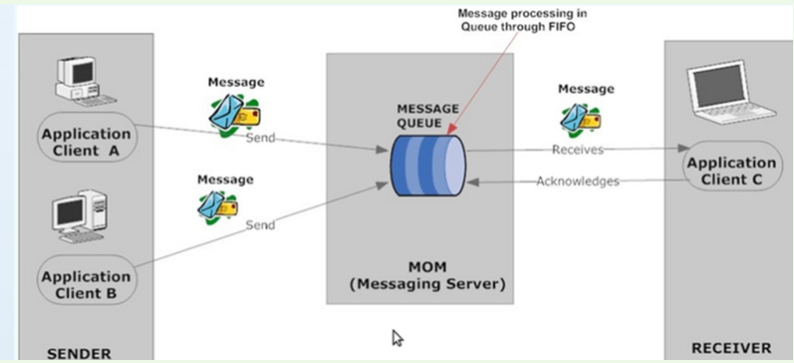 Message processing in
Queue through FIFO
Message
Send
Application
Client A
Message
Send
Application
Client B
SENDER
MESSAGE
QUEUE
MOM
(Messaging Server)
Message
Receives
Acknowledges
Application
Client C
RECEIVER